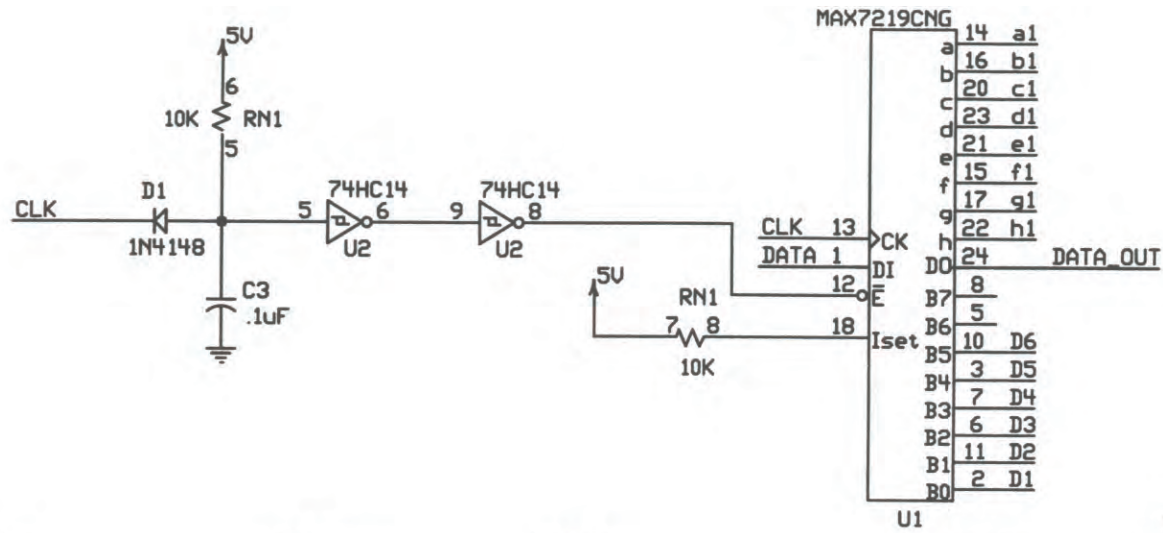 MAX7219CNG
5V
6
10K RN1
5
CLK
D1
1N4148
C3
.1uF
5 74HC14 6
U2
9 74HC14 8
U2
5V
RN1
7 8
10K
CLK 13 CK
DATA 1 DI
12 E
18 Iset
a 14 a1
b 16 b1
c 20 c1
d 23 d1
e 21 e1
f 15 f1
g 17 g1
h 22 h1
DO 24 DATA_OUT
B7 8
B6 5
B5 10 D6
B4 3 D5
B3 7 D4
B2 6 D3
B1 11 D2
B0 2 D1
U1